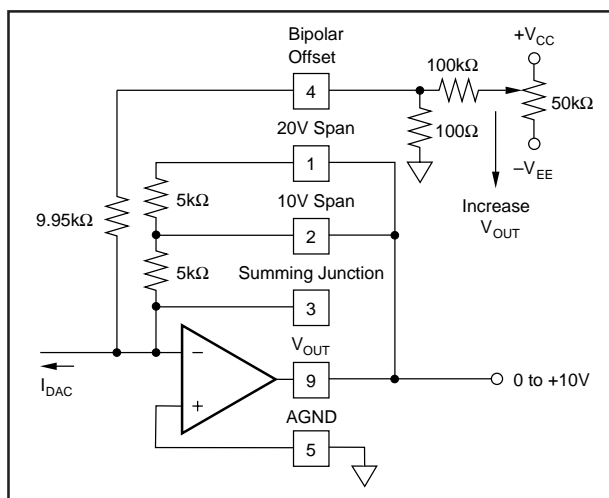 Bipolar
Offset
+VCC
4
100kΩ
50kΩ
100Ω
–VEE
20V Span
1
5kΩ
Increase
VOUT
9.95kΩ
10V Span
2
5kΩ
Summing Junction
3
VOUT
–
IDAC
9
0 to +10V
+
AGND
5